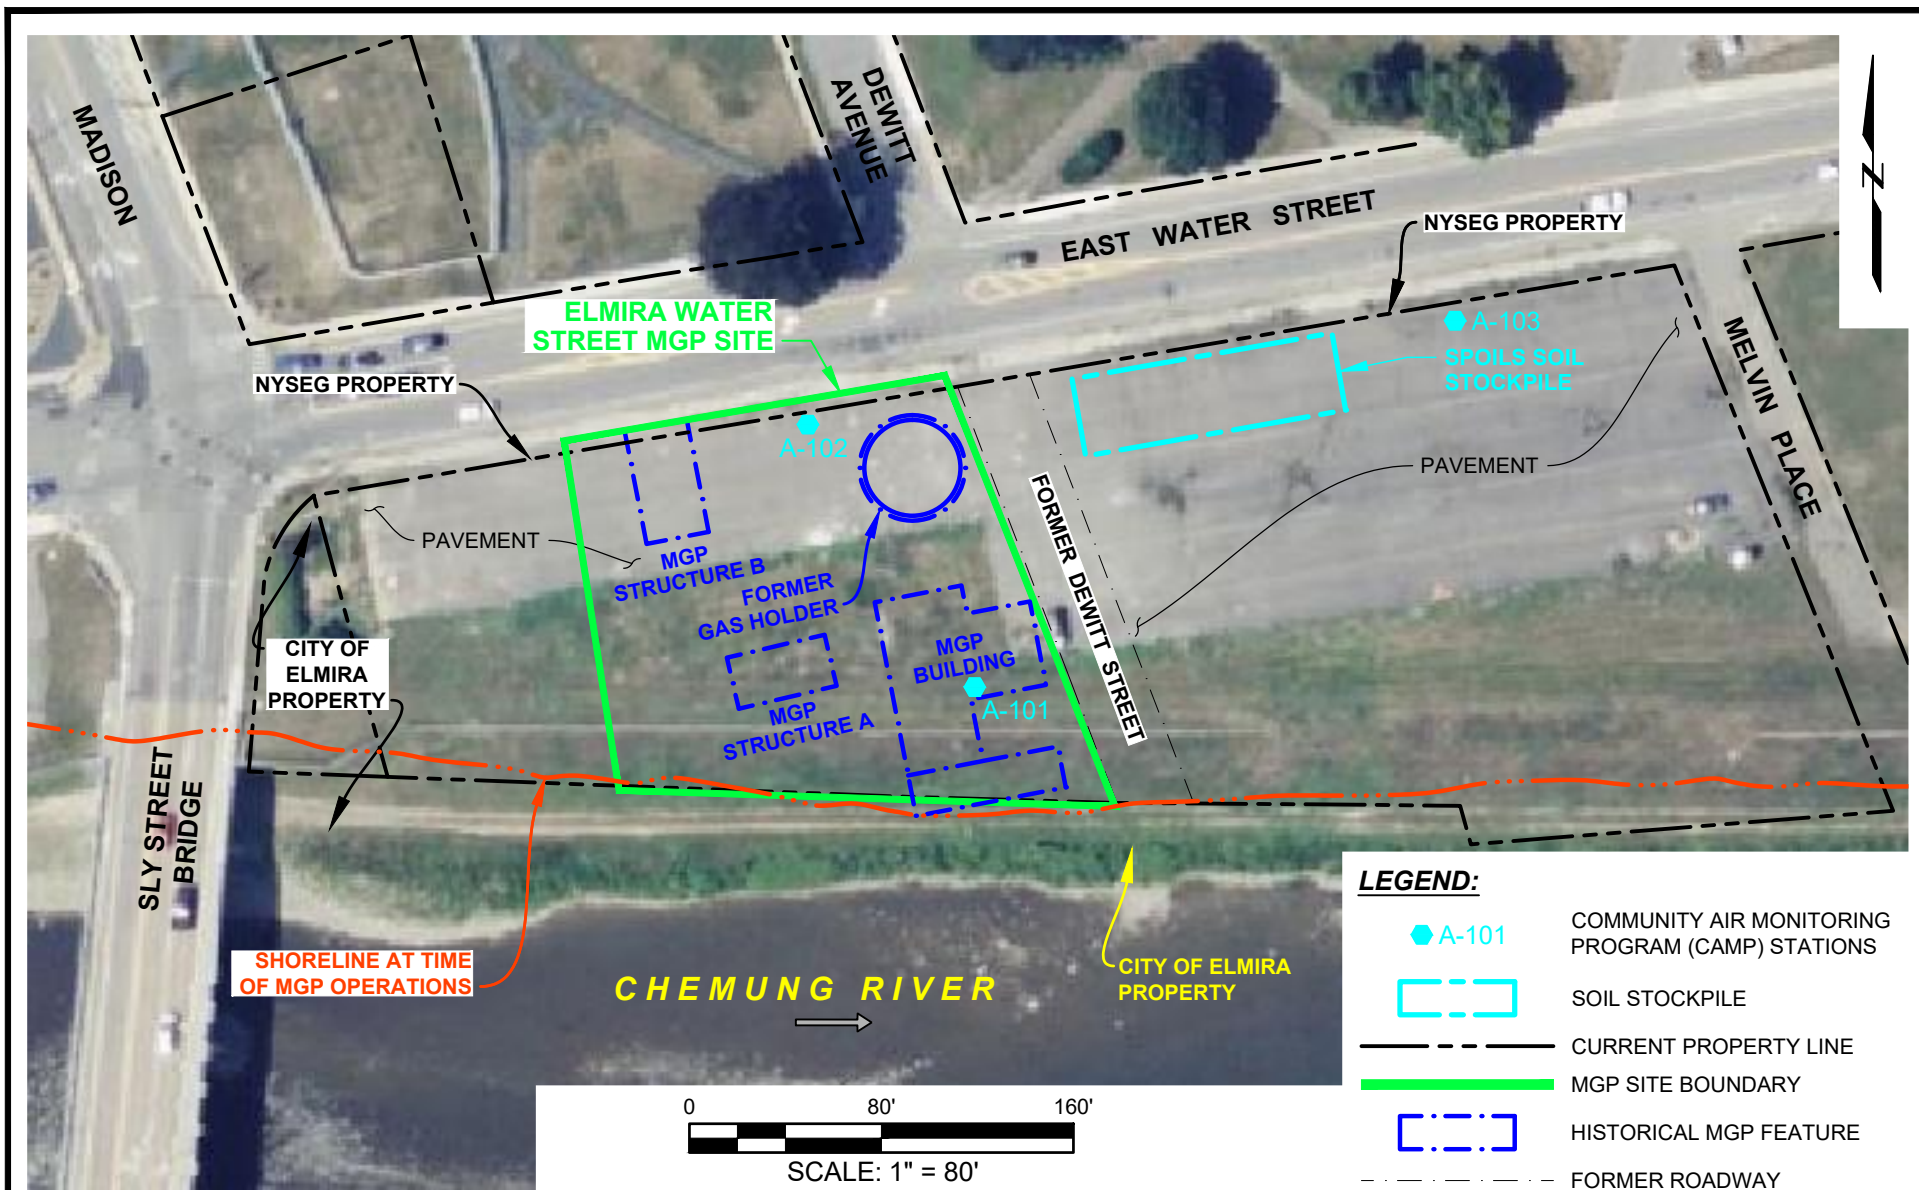 MADISON
DEWITT
AVENUE
EAST WATER STREET
NYSEG PROPERTY
N
ELMIRA WATER
STREET MGP SITE
NYSEG PROPERTY
A-103
SPOILS SOIL
STOCKPILE
MELVIN PLACE
A-102
PAVEMENT
PAVEMENT
FORMER DEWITT STREET
MGP
STRUCTURE B
FORMER
GAS HOLDER
MGP
BUILDING
CITY OF
ELMIRA
PROPERTY
A-101
MGP
STRUCTURE A
SLY STREET
BRIDGE
SHORELINE AT TIME
OF MGP OPERATIONS
CHEMUNG RIVER
CITY OF ELMIRA
PROPERTY
LEGEND:
A-101
COMMUNITY AIR MONITORING
PROGRAM (CAMP) STATIONS
SOIL STOCKPILE
CURRENT PROPERTY LINE
MGP SITE BOUNDARY
HISTORICAL MGP FEATURE
FORMER ROADWAY
0 80' 160'
SCALE: 1" = 80'